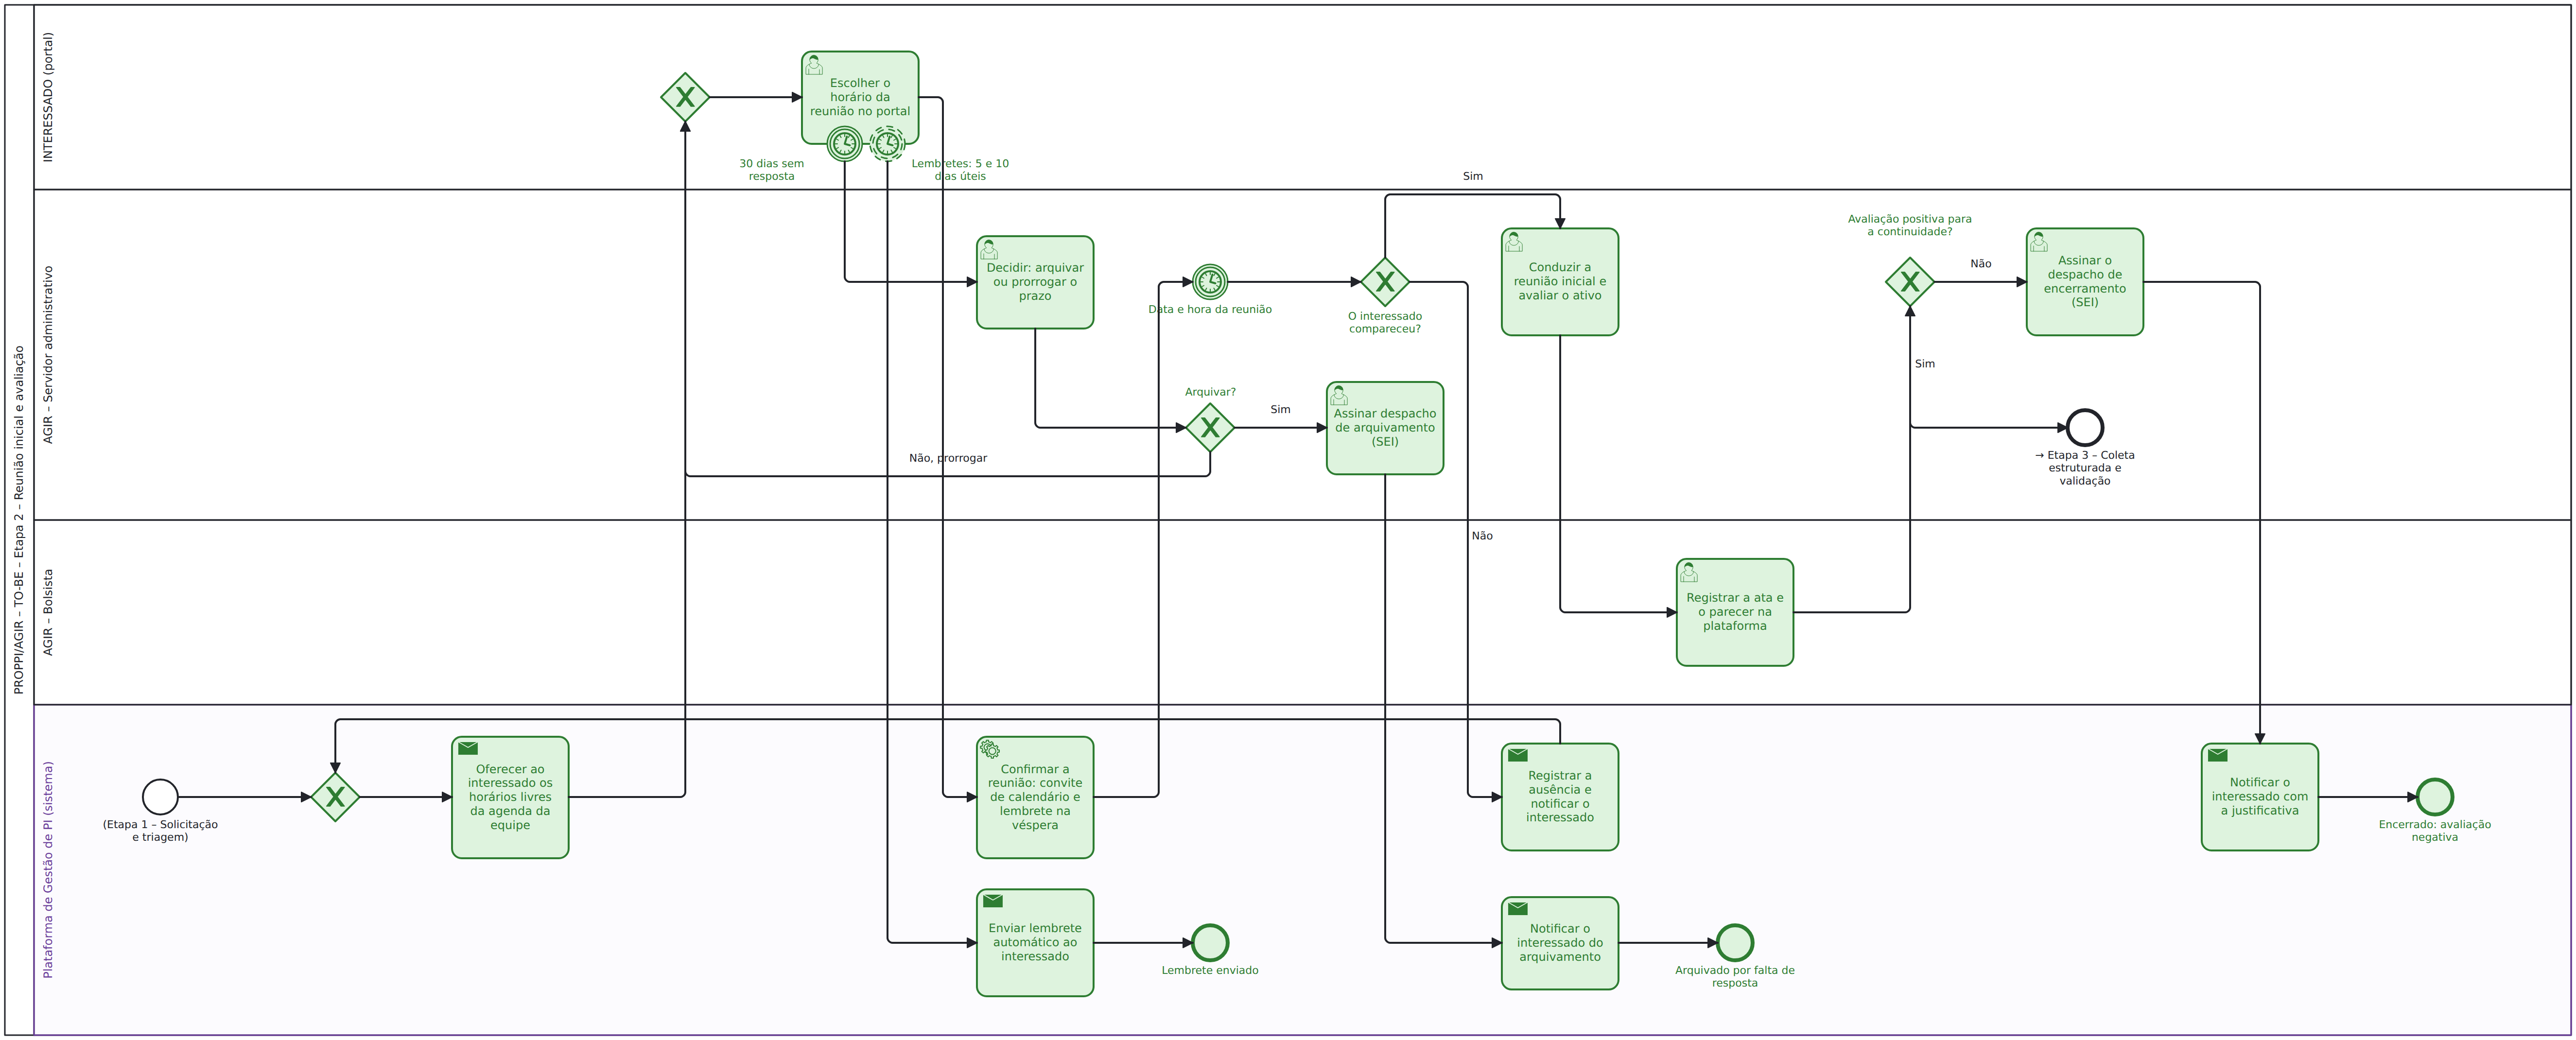 PROPPI/AGIR – TO-BE – Etapa 2 – Reunião inicial e avaliação
INTERESSADO (portal)
Escolher o
horário da
reunião no portal
30 dias sem
resposta
Lembretes: 5 e 10
dias úteis
Sim
AGIR – Servidor administrativo
Decidir: arquivar
ou prorrogar o
prazo
Data e hora da reunião
O interessado
compareceu?
Conduzir a
reunião inicial e
avaliar o ativo
Avaliação positiva para
a continuidade?
Não
Assinar o
despacho de
encerramento
(SEI)
Sim
Arquivar?
Sim
Assinar despacho
de arquivamento
(SEI)
Não, prorrogar
→ Etapa 3 – Coleta
estruturada e
validação
AGIR – Bolsista
Não
Registrar a ata e
o parecer na
plataforma
Plataforma de Gestão de PI (sistema)
(Etapa 1 – Solicitação
e triagem)
Oferecer ao
interessado os
horários livres
da agenda da
equipe
Confirmar a
reunião: convite
de calendário e
lembrete na
véspera
Registrar a
ausência e
notificar o
interessado
Notificar o
interessado com
a justificativa
Encerrado: avaliação
negativa
Enviar lembrete
automático ao
interessado
Lembrete enviado
Notificar o
interessado do
arquivamento
Arquivado por falta de
resposta